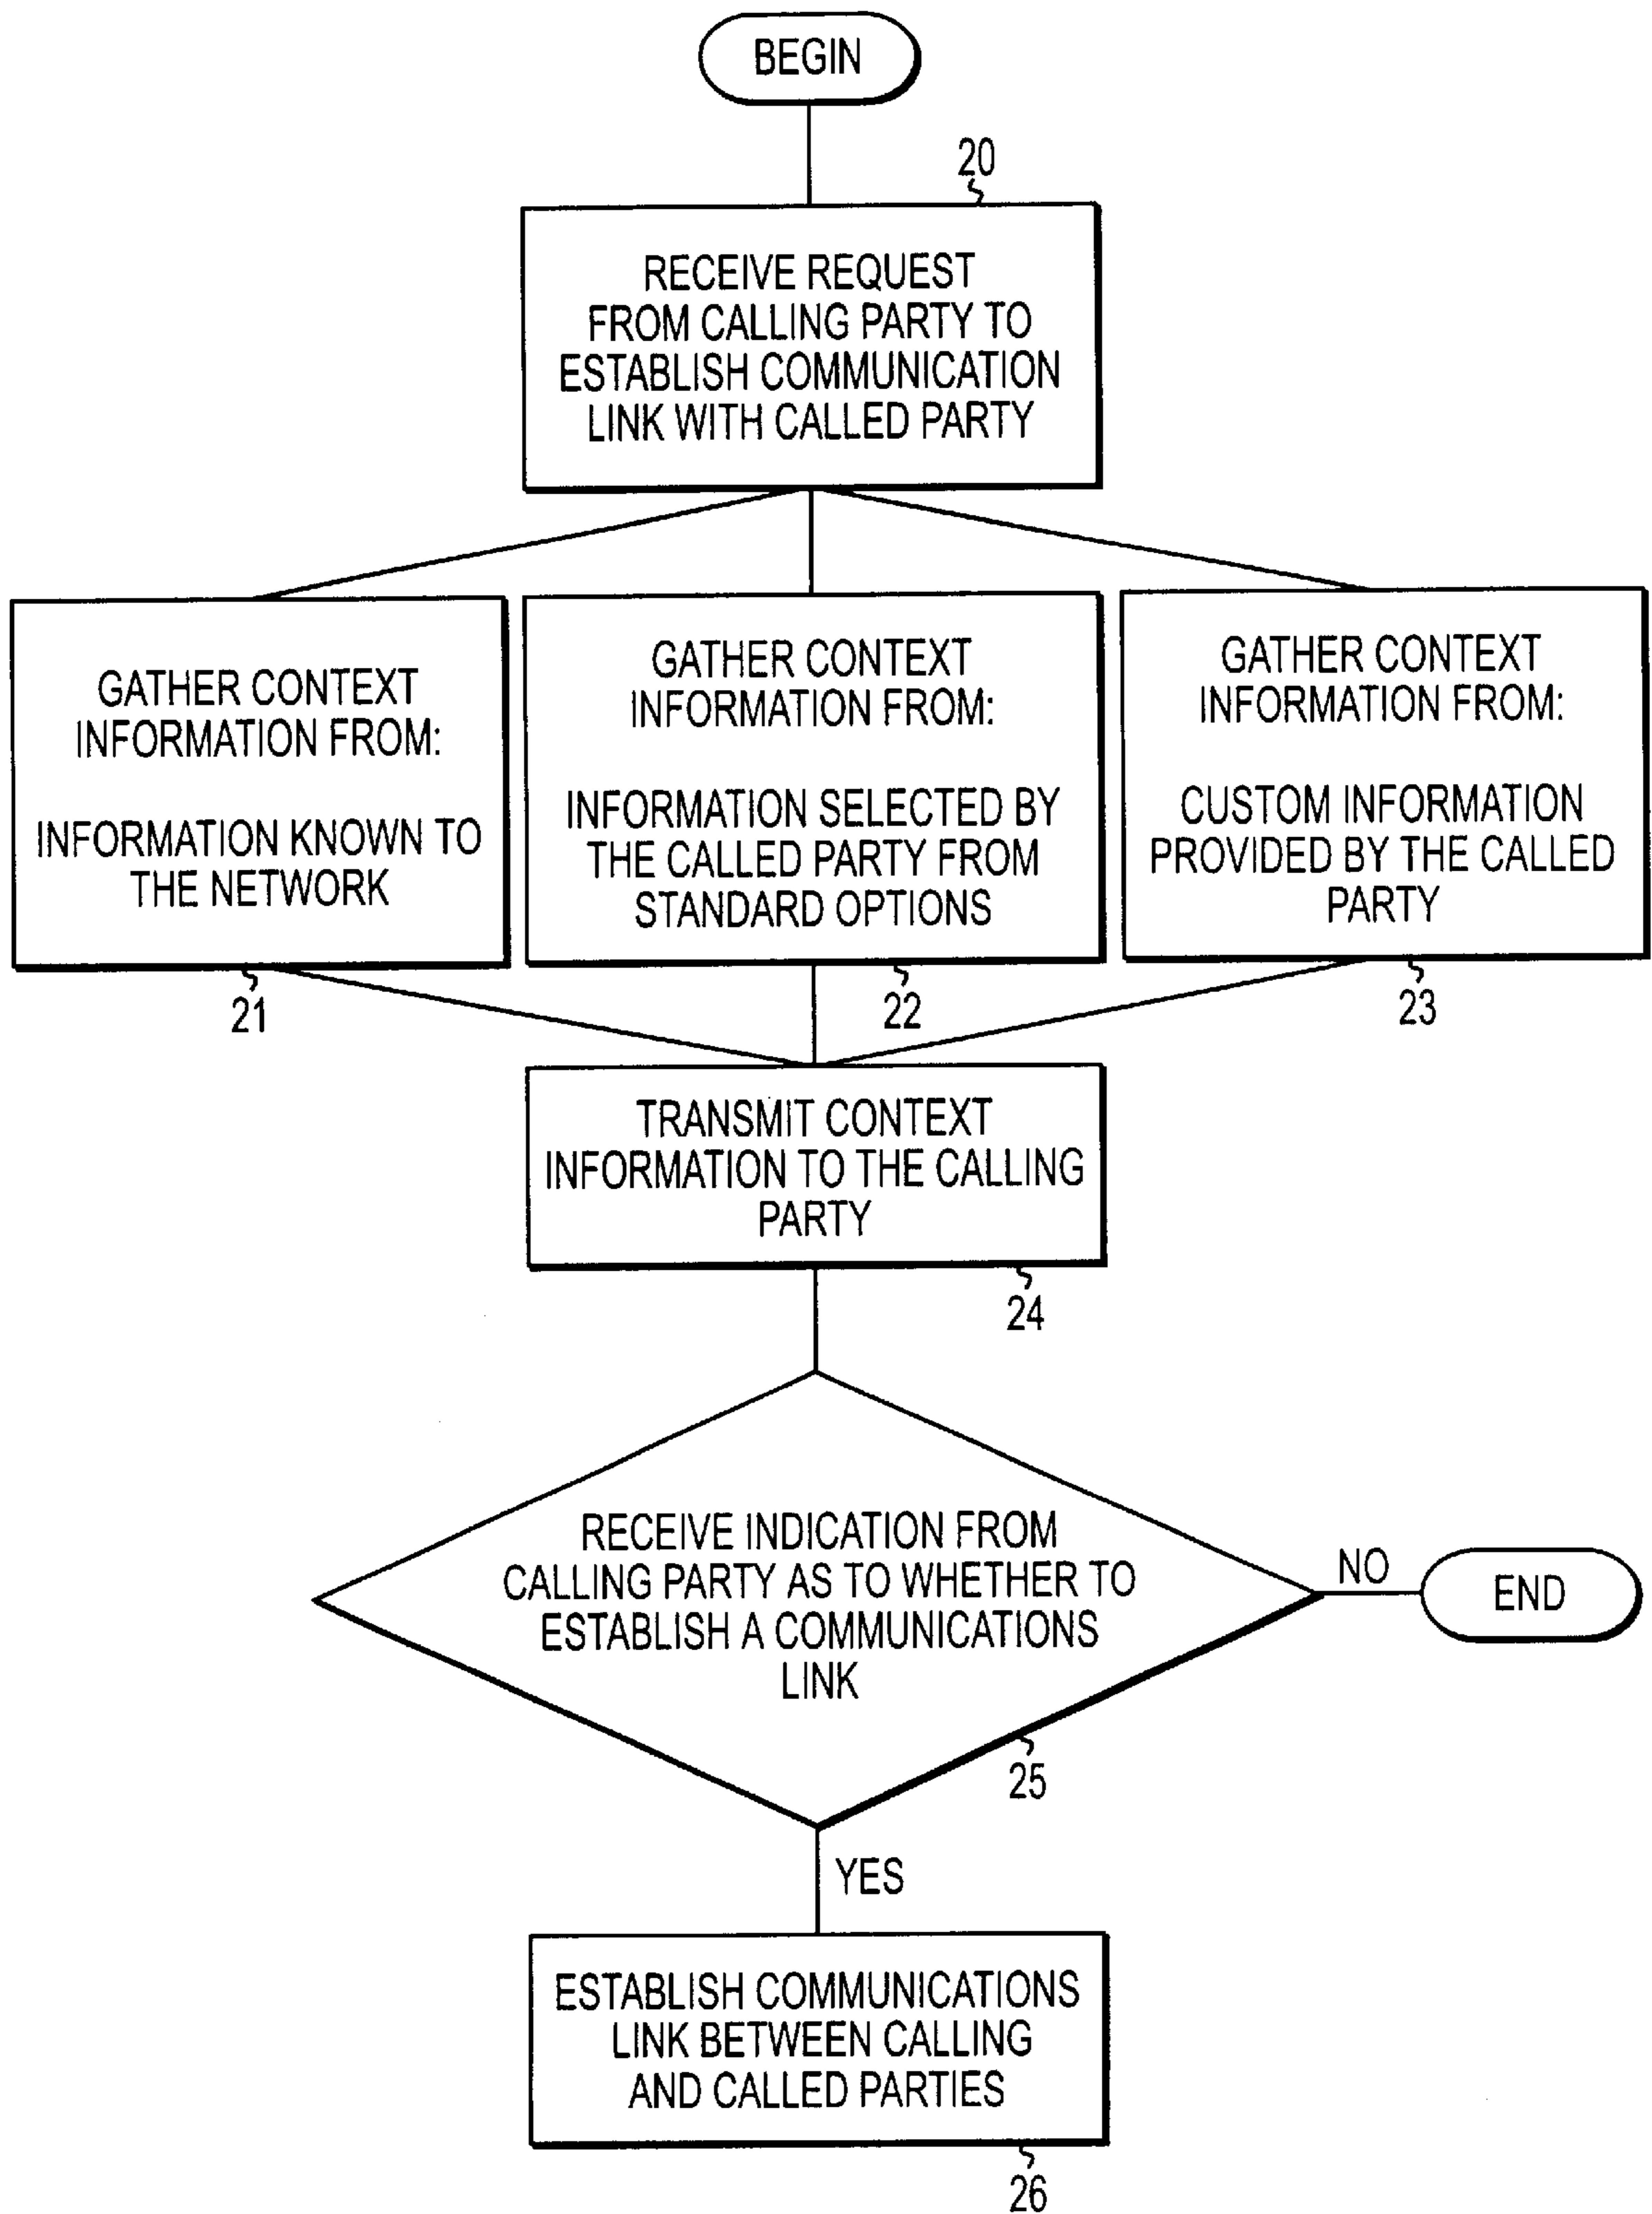 BEGIN
20
RECEIVE REQUEST
FROM CALLING PARTY TO
ESTABLISH COMMUNICATION
LINK WITH CALLED PARTY
GATHER CONTEXT
INFORMATION FROM:
INFORMATION KNOWN TO
THE NETWORK
21
GATHER CONTEXT
INFORMATION FROM:
INFORMATION SELECTED BY
THE CALLED PARTY FROM
STANDARD OPTIONS
22
GATHER CONTEXT
INFORMATION FROM:
CUSTOM INFORMATION
PROVIDED BY THE CALLED
PARTY
23
TRANSMIT CONTEXT
INFORMATION TO THE CALLING
PARTY
24
RECEIVE INDICATION FROM
CALLING PARTY AS TO WHETHER TO
ESTABLISH A COMMUNICATIONS
LINK
25
NO
END
YES
ESTABLISH COMMUNICATIONS
LINK BETWEEN CALLING
AND CALLED PARTIES
26